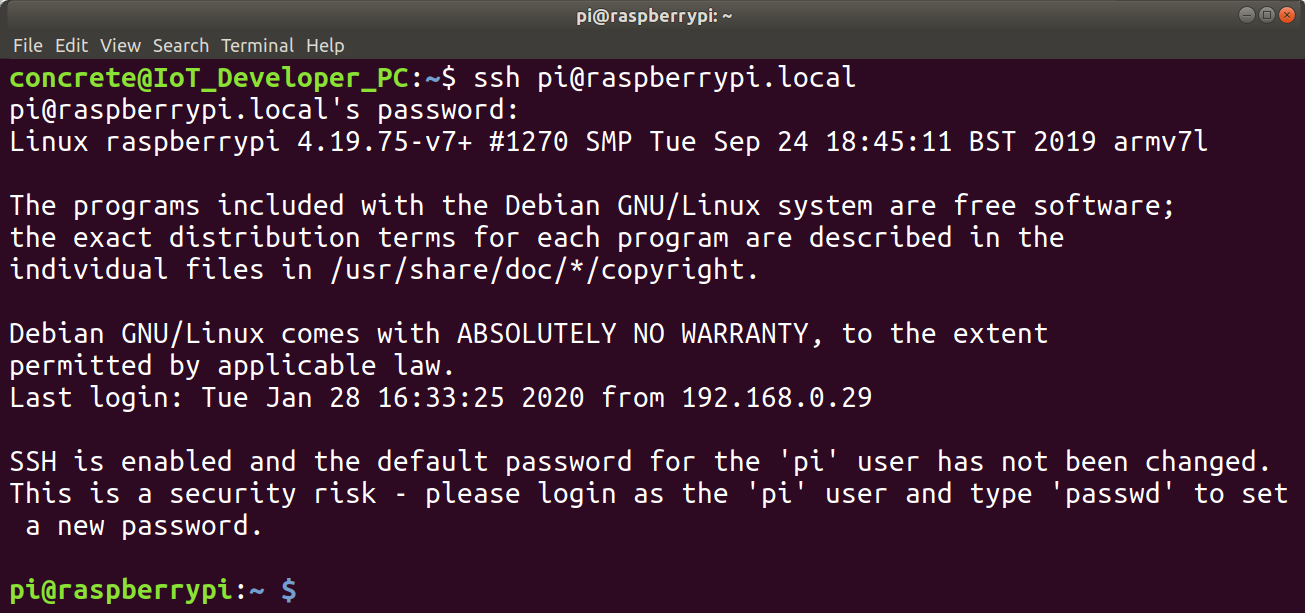 pi@raspberrypi: ~
File Edit View Search Terminal Help
concrete@IoT_Developer_PC:~$ ssh pi@raspberrypi.local
pi@raspberrypi.local's password:
Linux raspberrypi 4.19.75-v7+ #1270 SMP Tue Sep 24 18:45:11 BST 2019 armv7l

The programs included with the Debian GNU/Linux system are free software;
the exact distribution terms for each program are described in the
individual files in /usr/share/doc/*/copyright.

Debian GNU/Linux comes with ABSOLUTELY NO WARRANTY, to the extent
permitted by applicable law.
Last login: Tue Jan 28 16:33:25 2020 from 192.168.0.29

SSH is enabled and the default password for the 'pi' user has not been changed.
This is a security risk - please login as the 'pi' user and type 'passwd' to set
 a new password.

pi@raspberrypi:~ $